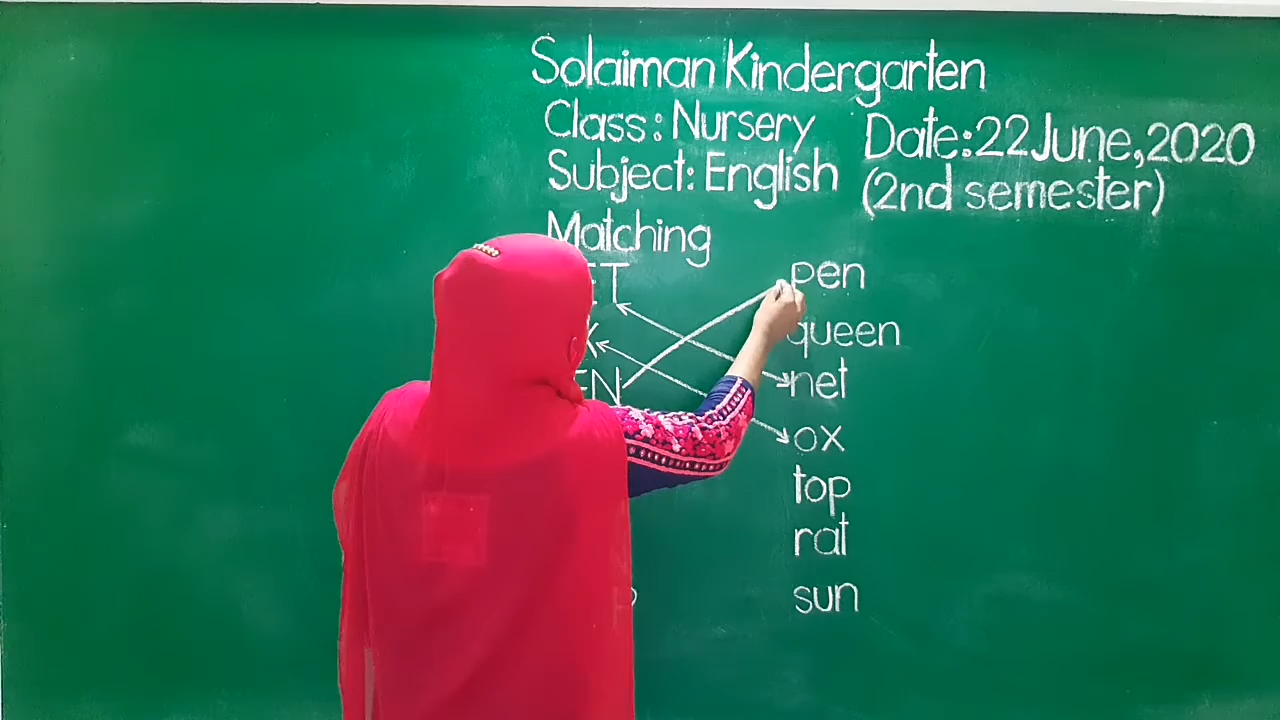 Solaiman Kindergarten
Class: Nursery
Date:22 June, 2020
Subject: English
(2nd semester)
Matching
pen
queen
net
ox
top
rat
sun